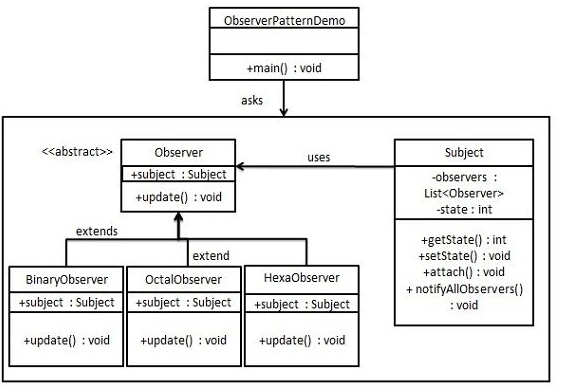 ObserverPatternDemo
+main() : void
asks
<<abstract>>
Observer
+subject : Subject
+update() : void
uses
Subject
-observers :
List<Observer>
-state : int
+getState() : int
+setState() : void
+attach() : void
+ notifyAllObservers()
: void
extends
extend
BinaryObserver
+subject : Subject
+update() : void
OctalObserver
+subject : Subject
+update() : void
HexaObserver
+subject : Subject
+update() : void